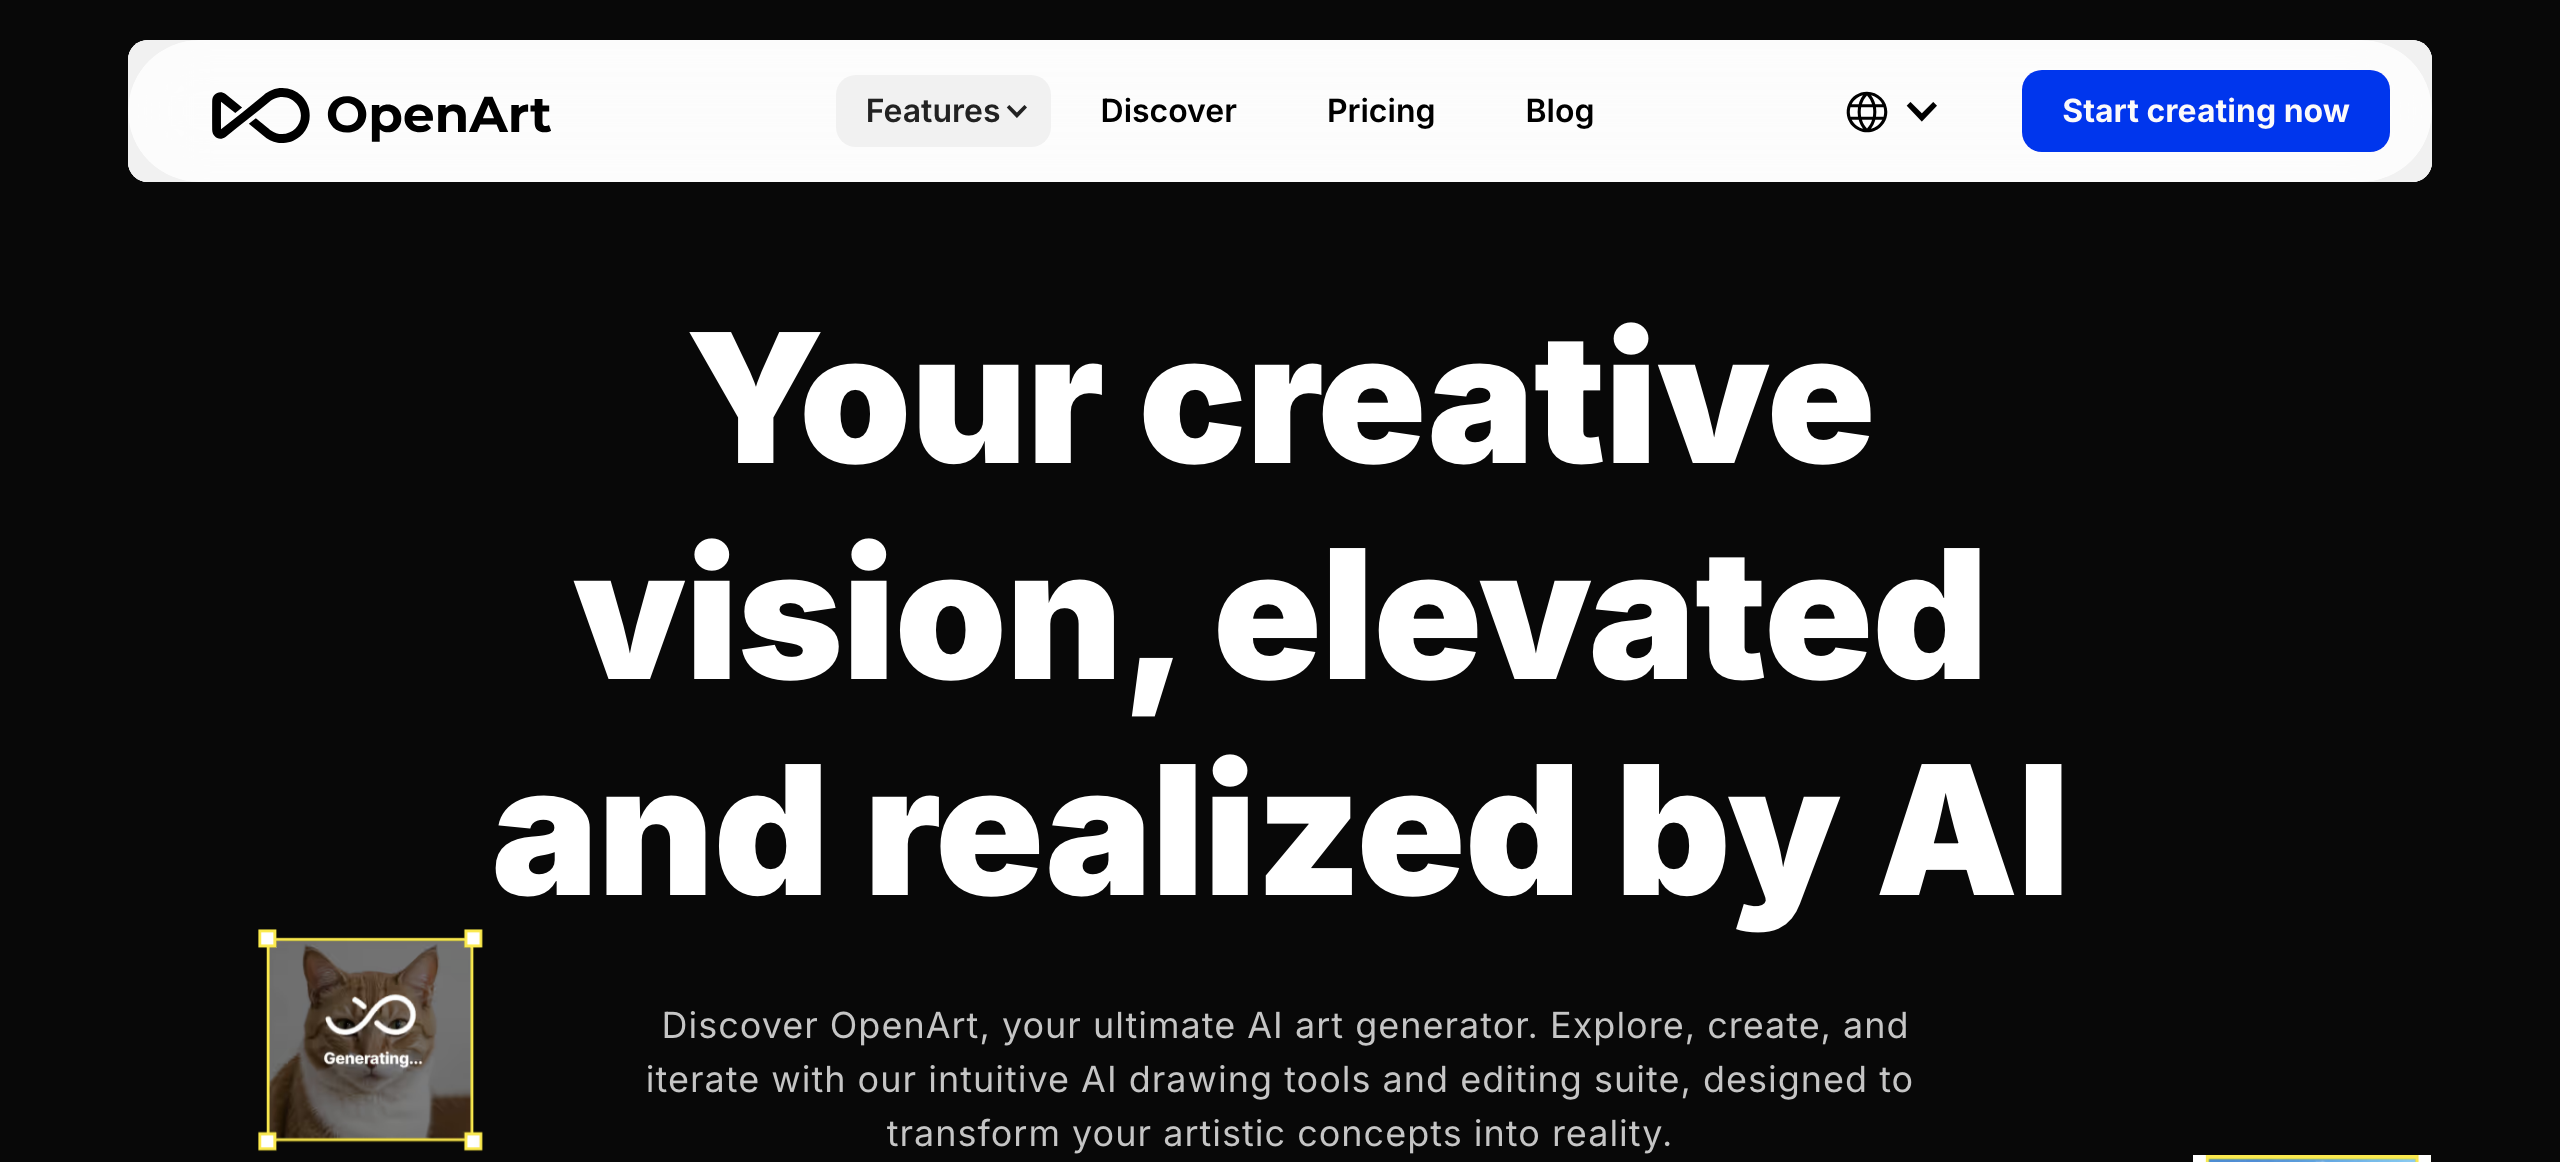 OpenArt
Features
Discover
Pricing
Blog
Start creating now
Your creative
vision, elevated
and realized by AI
Generating...
Discover OpenArt, your ultimate AI art generator. Explore, create, and
iterate with our intuitive AI drawing tools and editing suite, designed to
transform your artistic concepts into reality.